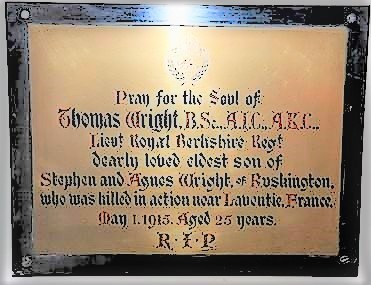 Pray for the Soul of
Thomas Wright, B.Sc., A.I.C., A.K.C.,
Lieut Royal Berkshire Regt
dearly loved eldest son of
Stephen and Agnes Wright, of Ruskington,
who was killed in action near Laventie, France,
May 1. 1915. Aged 25 years.
R·I·P